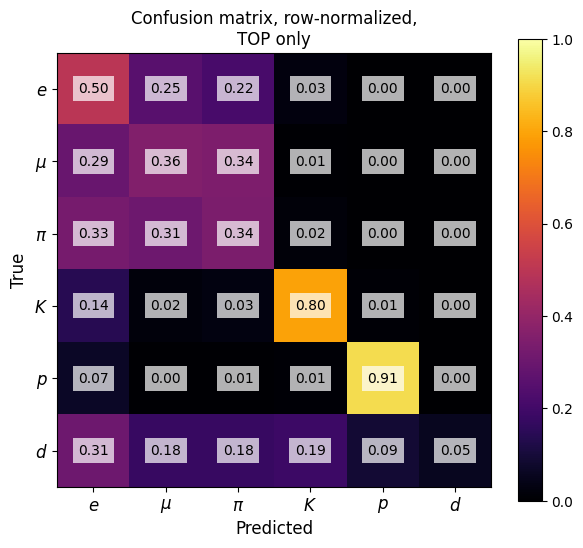 Confusion matrix, row-normalized,
TOP only
True
e 0.50 0.25 0.22 0.03 0.00 0.00
μ 0.29 0.36 0.34 0.01 0.00 0.00
π 0.33 0.31 0.34 0.02 0.00 0.00
K 0.14 0.02 0.03 0.80 0.01 0.00
p 0.07 0.00 0.01 0.01 0.91 0.00
d 0.31 0.18 0.18 0.19 0.09 0.05
e μ π K p d
Predicted
1.0
0.8
0.6
0.4
0.2
0.0